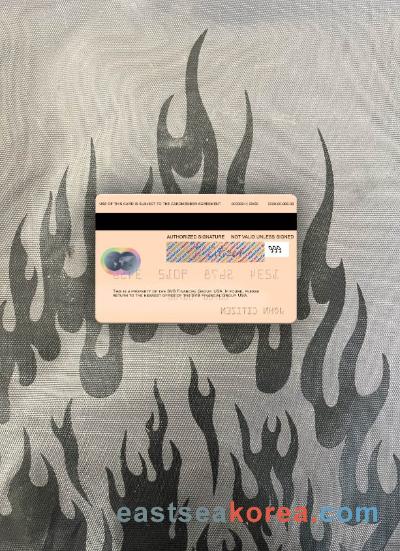 USE OF THIS CARD IS SUBJECT TO THE CARDMEMBER AGREEMENT
AUTHORIZED SIGNATURE NOT VALID UNLESS SIGNED
999
THIS IS A PROPERTY OF THE SVB FINANCIAL GROUP, USA. IF FOUND, PLEASE
RETURN TO THE NEAREST OFFICE OF THE SVB FINANCIAL GROUP, USA.
JOHN CITIZEN
eastseakorea.com